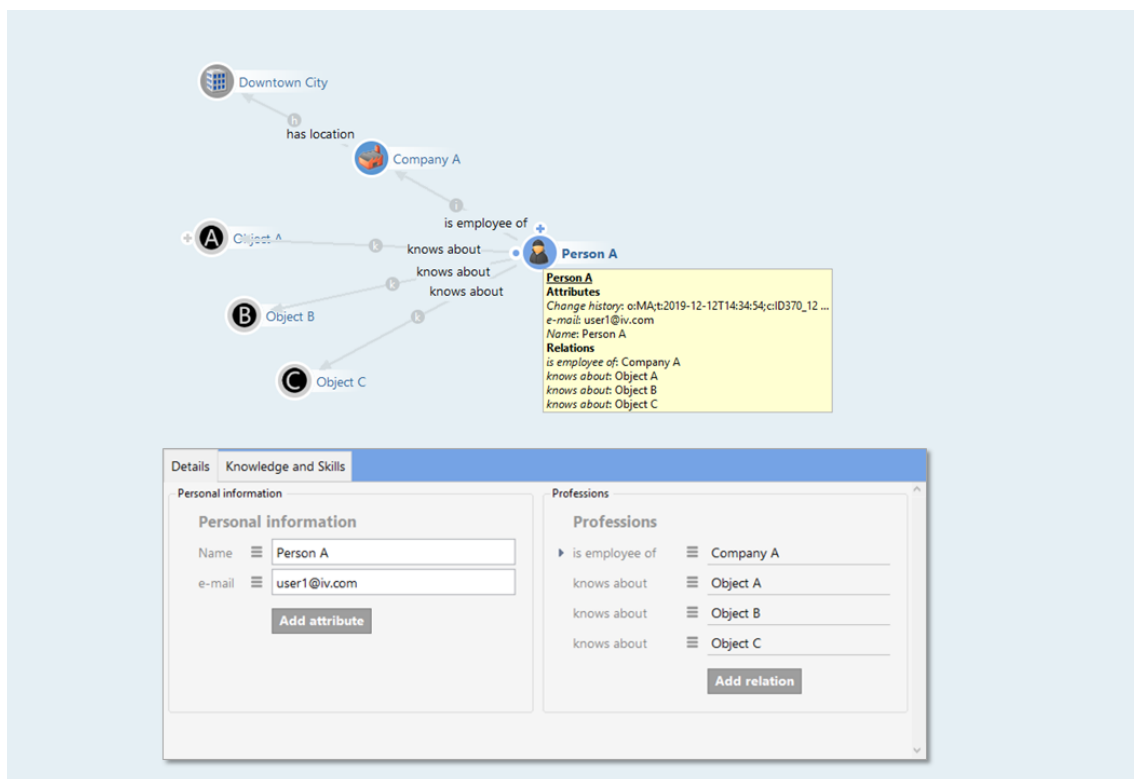 Downtown City
h
has location
Company A
i
is employee of
A
Object A
k
knows about
Person A
knows about
k
knows about
B
Object B
k
C
Object C
Person A
Attributes
Change history: o:MA;t:2019-12-12T14:34:54;c:ID370_12 ...
e-mail: user1@iv.com
Name: Person A
Relations
is employee of: Company A
knows about: Object A
knows about: Object B
knows about: Object C
Details Knowledge and Skills
Personal information
Personal information
Name Person A
e-mail user1@iv.com
Add attribute
Professions
Professions
is employee of Company A
knows about Object A
knows about Object B
knows about Object C
Add relation